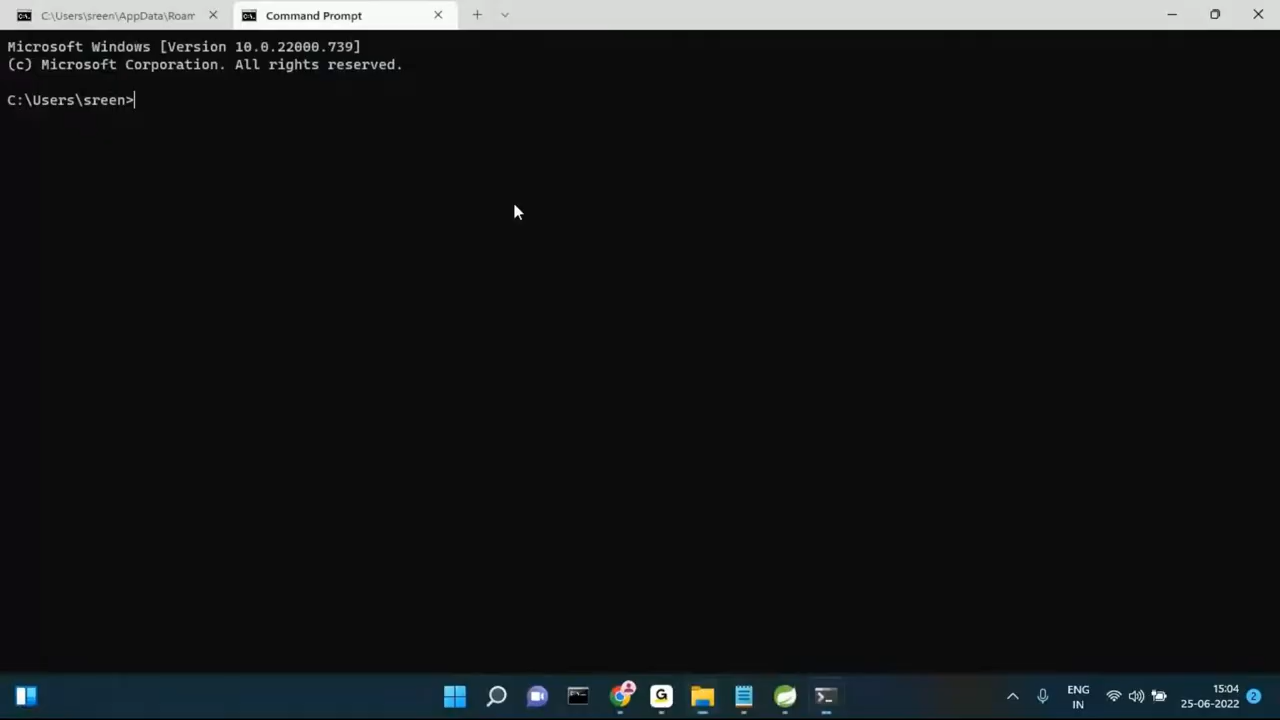 C:\Users\sreen\AppData\Roam
Command Prompt
Microsoft Windows [Version 10.0.22000.739]
(c) Microsoft Corporation. All rights reserved.
C:\Users\sreen>
ENG
IN
15:04
25-06-2022
2
G